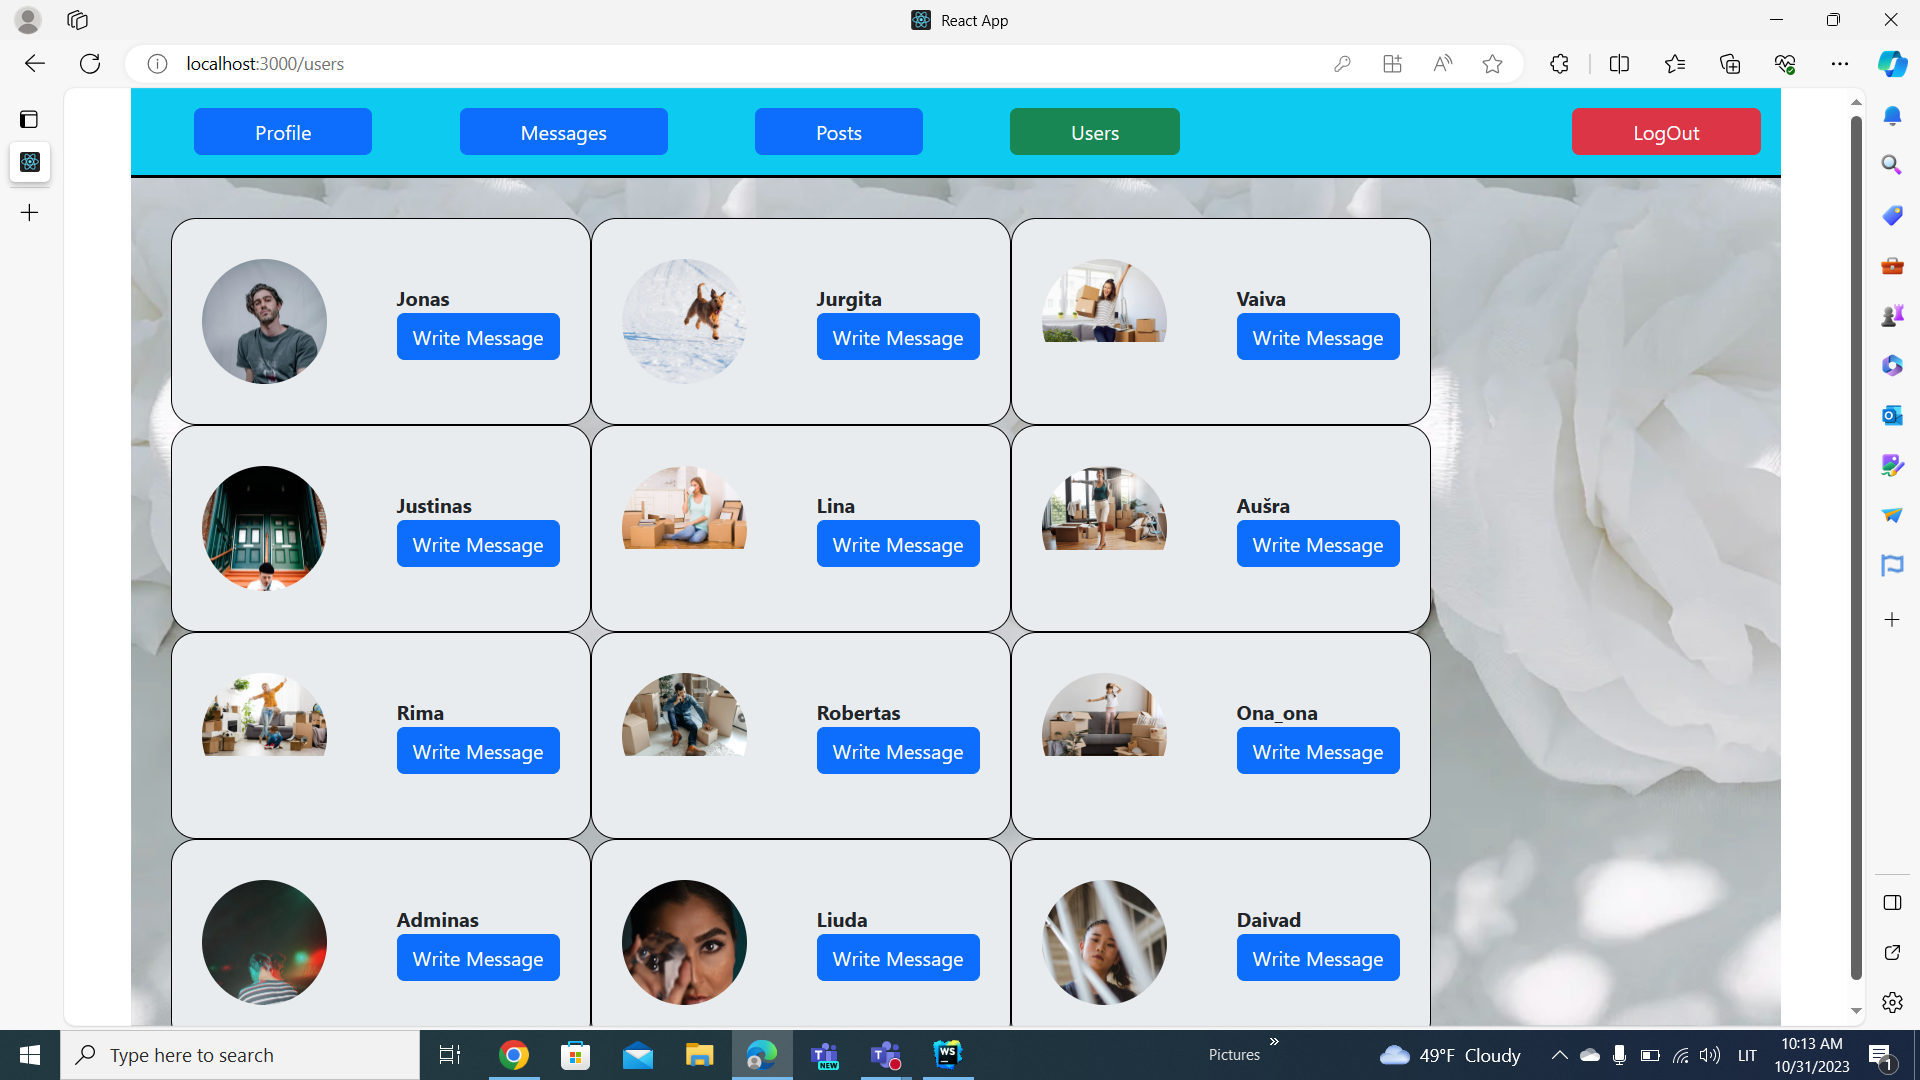 React App
localhost:3000/users
Profile
Messages
Posts
Users
LogOut
Jonas
Write Message
Jurgita
Write Message
Vaiva
Write Message
Justinas
Write Message
Lina
Write Message
Aušra
Write Message
Rima
Write Message
Robertas
Write Message
Ona_ona
Write Message
Adminas
Write Message
Liuda
Write Message
Daivad
Write Message
Type here to search
NEW
WS
Pictures
49°F Cloudy
LIT
10:13 AM
10/31/2023
1